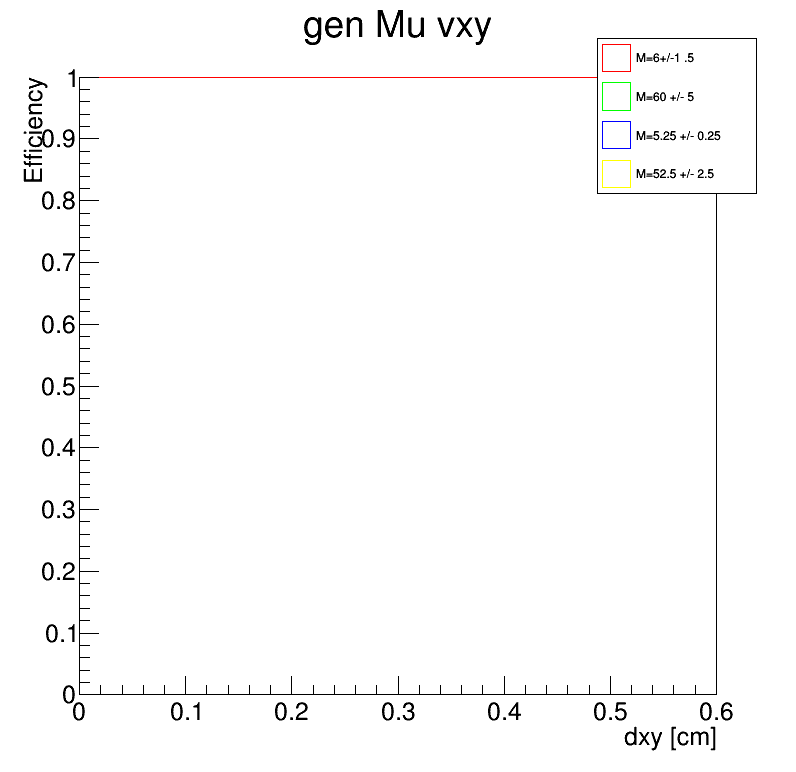 gen Mu vxy
M=6+/-1 .5
M=60 +/- 5
M=5.25 +/- 0.25
M=52.5 +/- 2.5
Efficiency
1
0.9
0.8
0.7
0.6
0.5
0.4
0.3
0.2
0.1
0
0 0.1 0.2 0.3 0.4 0.5 0.6
dxy [cm]